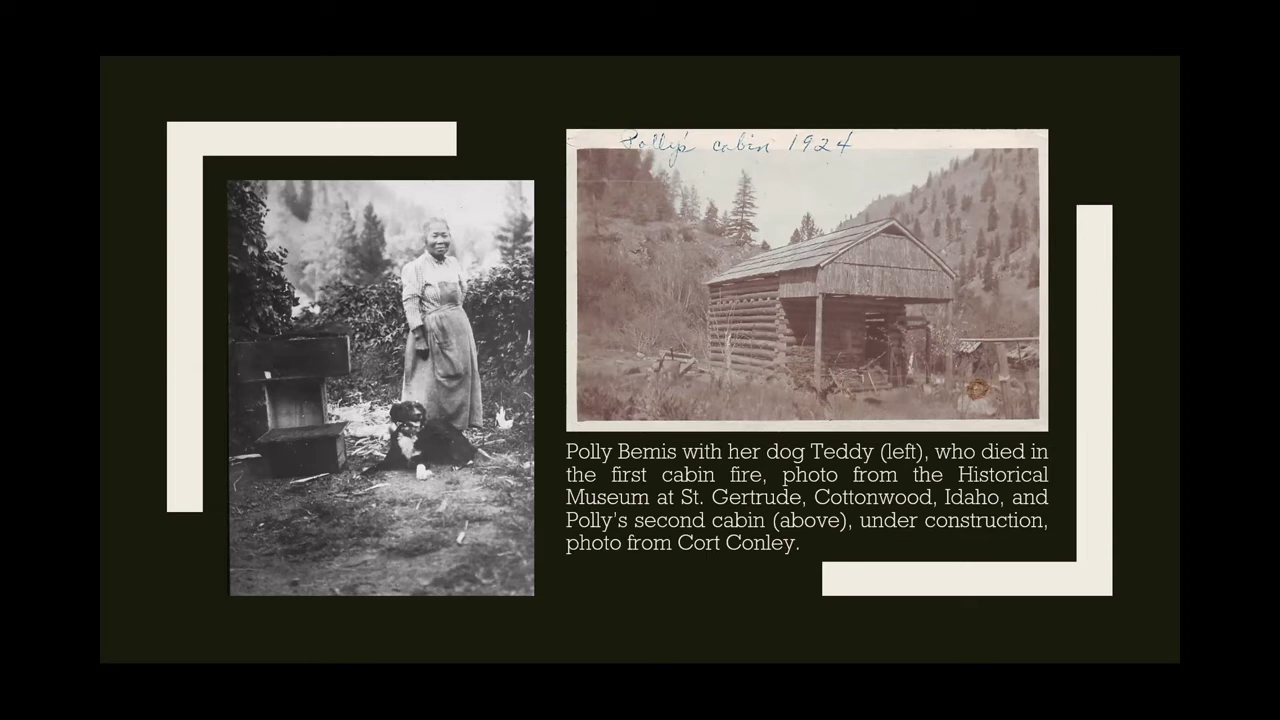 Polly's cabin 1924
Polly Bemis with her dog Teddy (left), who died in
the first cabin fire, photo from the Historical
Museum at St. Gertrude, Cottonwood, Idaho, and
Polly's second cabin (above), under construction,
photo from Cort Conley.